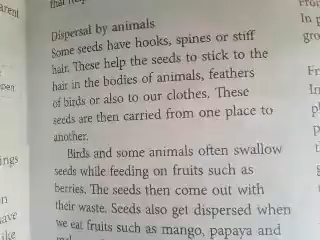 Dispersal by animals
Some seeds have hooks, spines or stiff
hair. These help the seeds to stick to the
hair in the bodies of animals, feathers
of birds or also to our clothes. These
seeds are then carried from one place to
another.
Birds and some animals often swallow
seeds while feeding on fruits such as
berries. The seeds then come out with
their waste. Seeds also get dispersed when
we eat fruits such as mango, papaya and